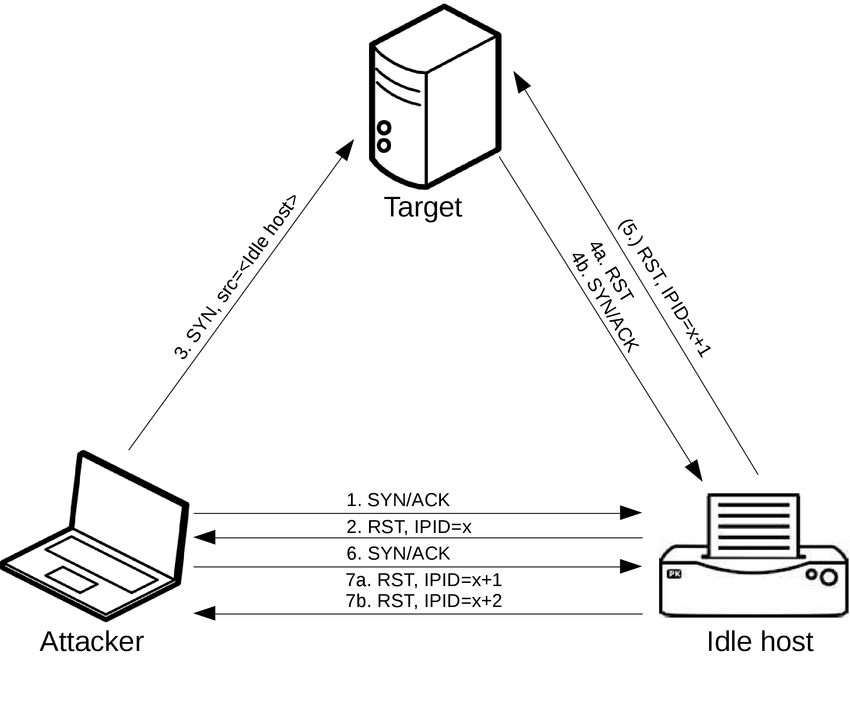 Target
3. SYN, src=<Idle host>
(5.) RST, IPID=x+1
4a. RST
4b. SYN/ACK
1. SYN/ACK
2. RST, IPID=x
6. SYN/ACK
7a. RST, IPID=x+1
7b. RST, IPID=x+2
PK
Attacker
Idle host